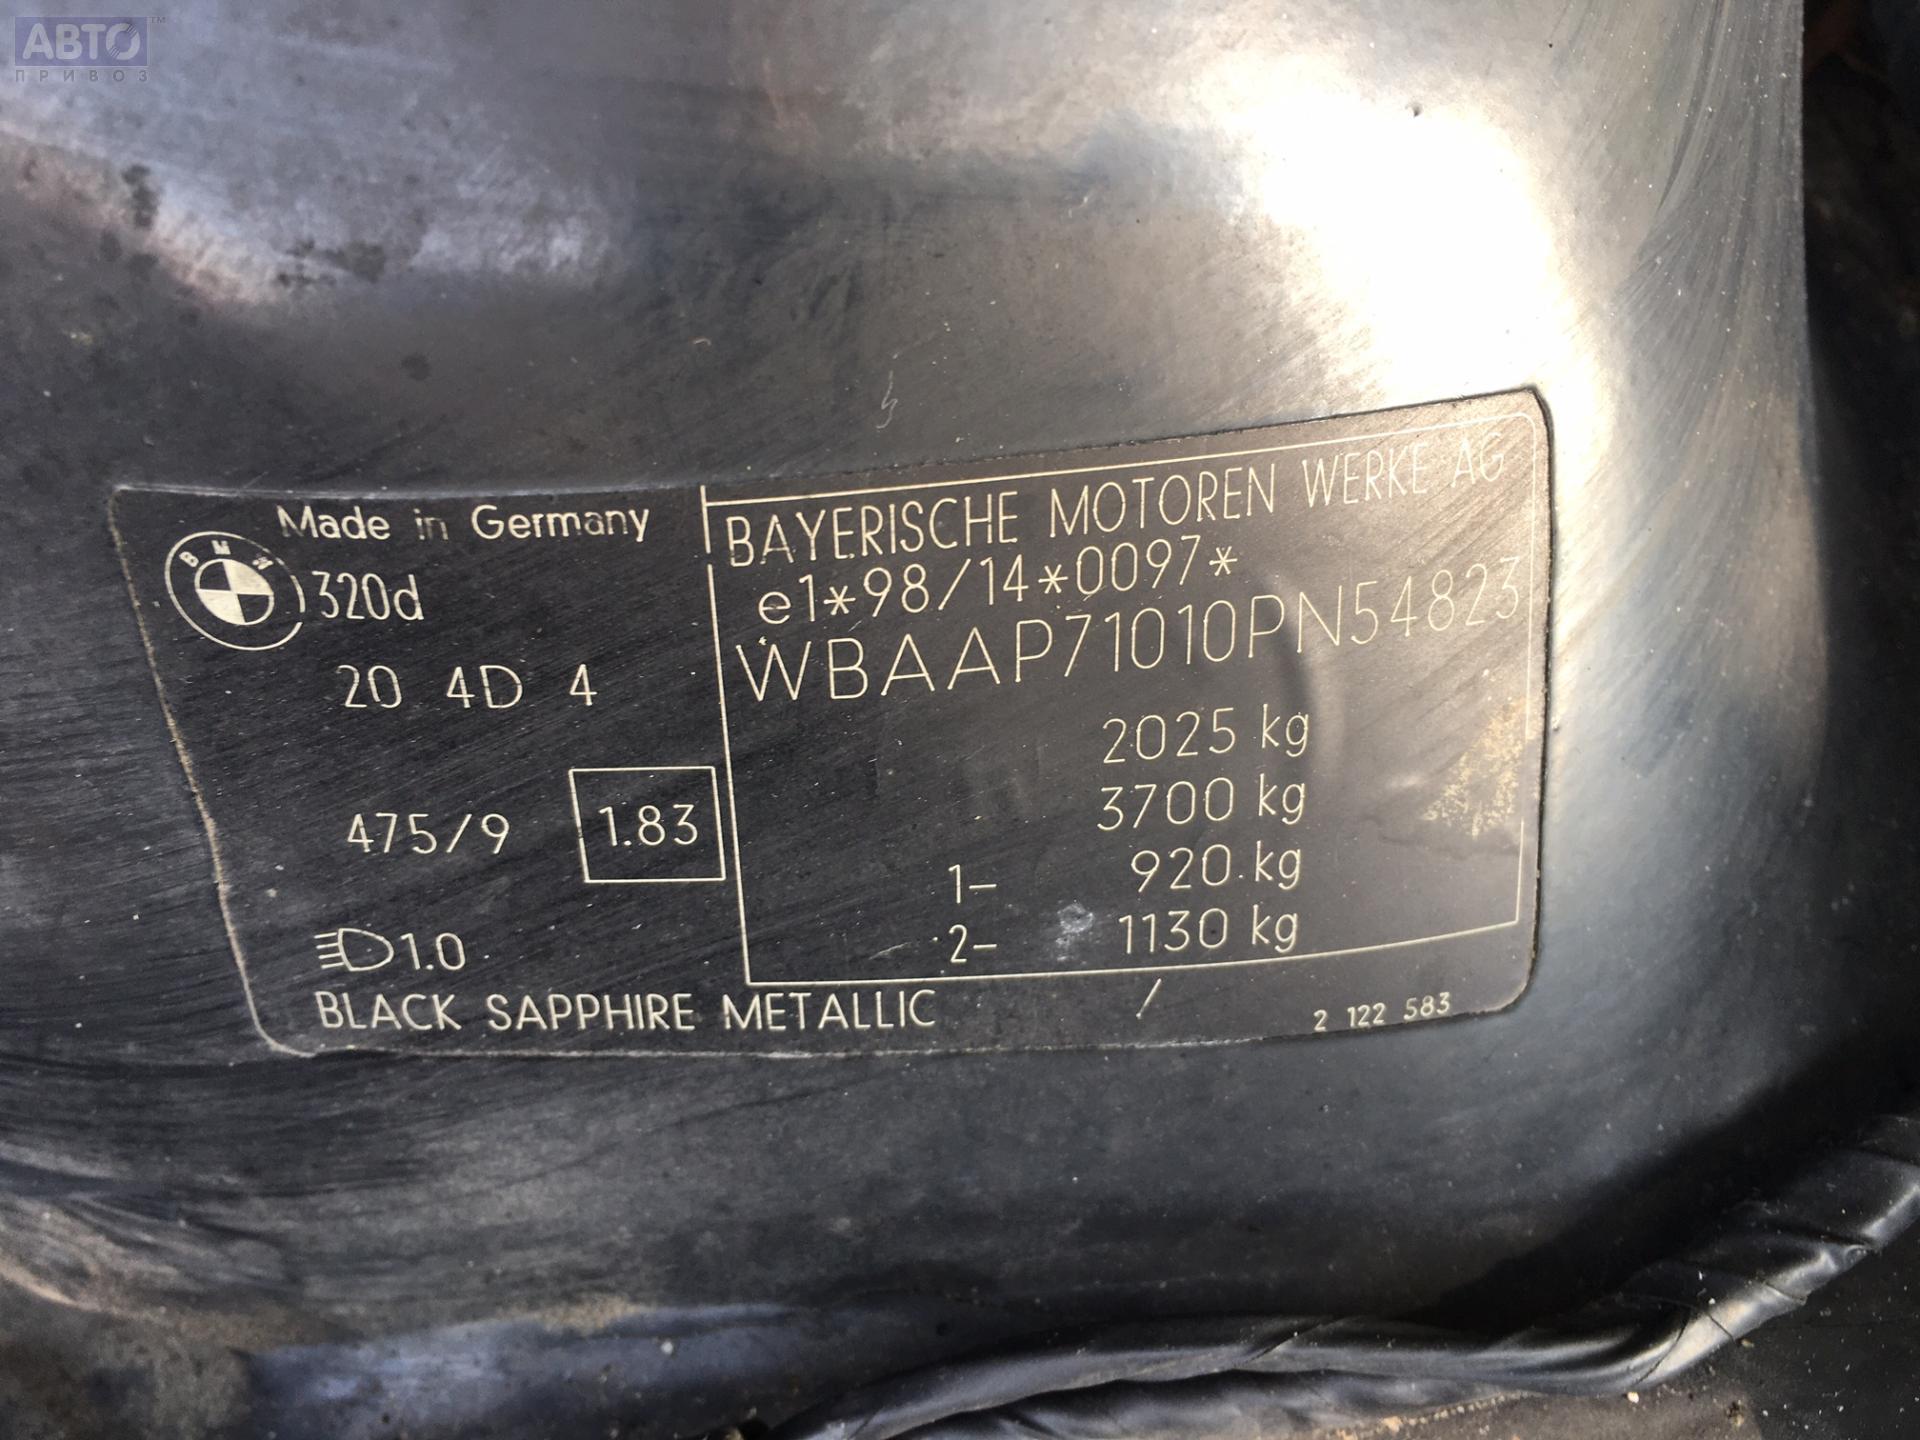 АВТО™
ПРИВОЗ
Made in Germany
BMW
320d
20 4D 4
475/9
1.83
1.0
BLACK SAPPHIRE METALLIC
BAYERISCHE MOTOREN WERKE AG
e1*98/14*0097*
WBAAP71010PN54823
2025 kg
3700 kg
1- 920 kg
2- 1130 kg
/
2 122 583